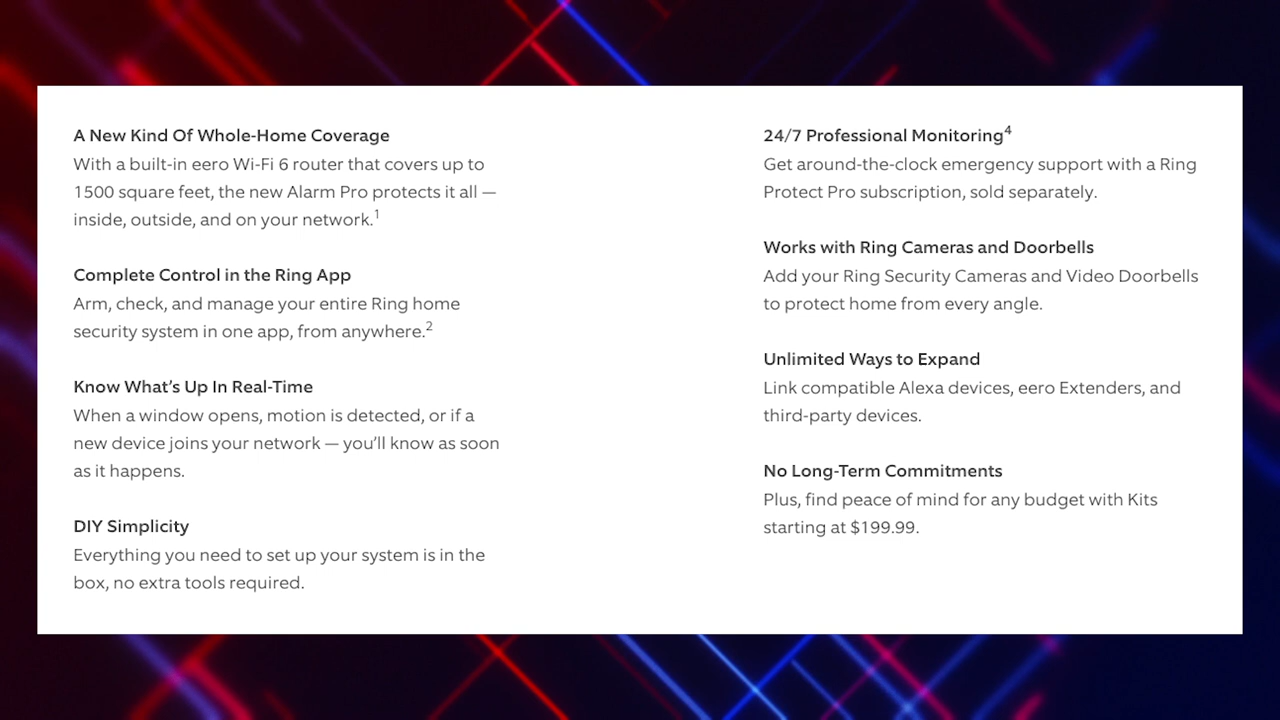 A New Kind Of Whole-Home Coverage
With a built-in eero Wi-Fi 6 router that covers up to
1500 square feet, the new Alarm Pro protects it all —
inside, outside, and on your network.¹
Complete Control in the Ring App
Arm, check, and manage your entire Ring home
security system in one app, from anywhere.²
Know What’s Up In Real-Time
When a window opens, motion is detected, or if a
new device joins your network — you’ll know as soon
as it happens.
DIY Simplicity
Everything you need to set up your system is in the
box, no extra tools required.
24/7 Professional Monitoring⁴
Get around-the-clock emergency support with a Ring
Protect Pro subscription, sold separately.
Works with Ring Cameras and Doorbells
Add your Ring Security Cameras and Video Doorbells
to protect home from every angle.
Unlimited Ways to Expand
Link compatible Alexa devices, eero Extenders, and
third-party devices.
No Long-Term Commitments
Plus, find peace of mind for any budget with Kits
starting at $199.99.